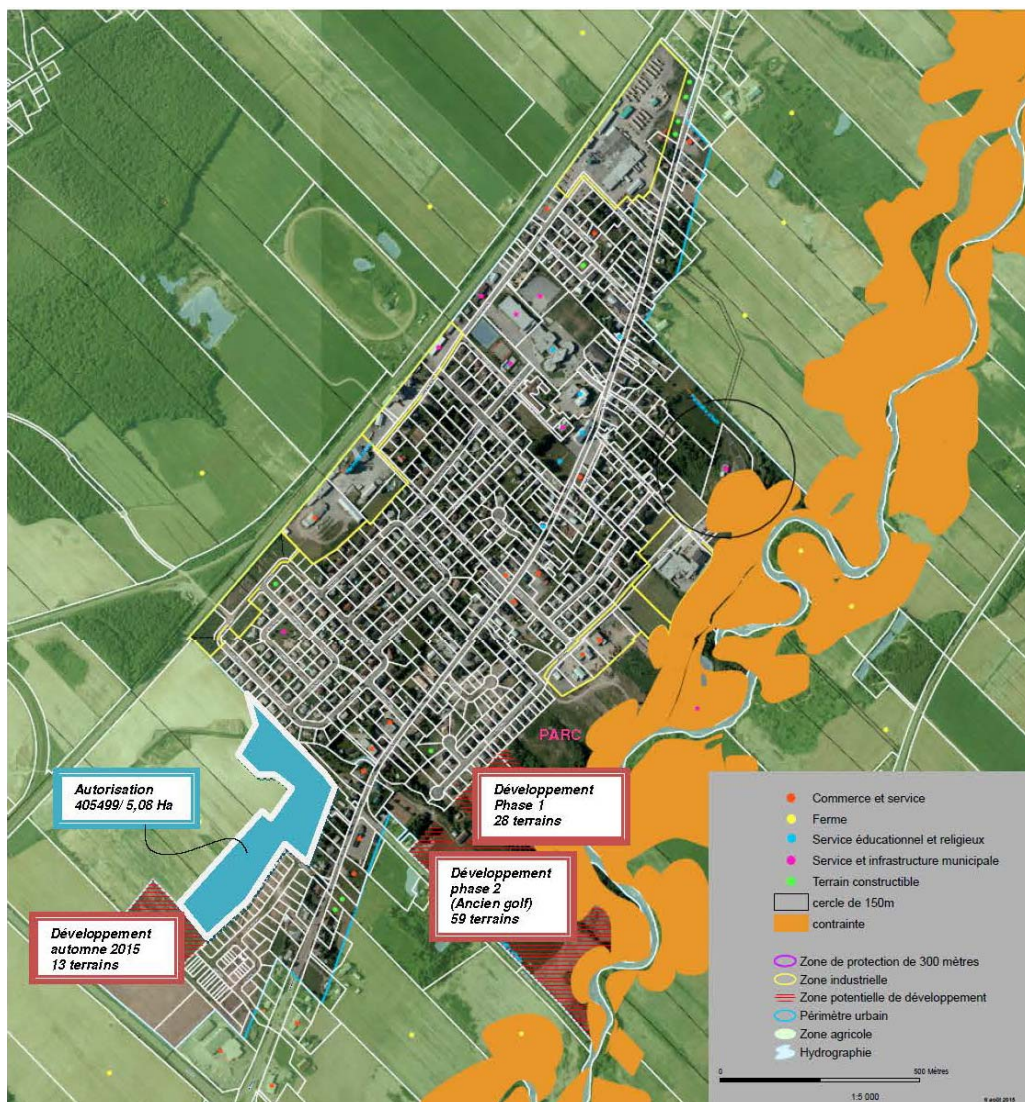 PARC
Autorisation
405499/ 5,08 Ha
Développement
Phase 1
28 terrains
Développement
phase 2
(Ancien golf)
59 terrains
Développement
automne 2015
13 terrains
Commerce et service
Ferme
Service éducationnel et religieux
Service et infrastructure municipale
Terrain constructible
cercle de 150m
contrainte
Zone de protection de 300 mètres
Zone industrielle
Zone potentielle de développement
Périmètre urbain
Zone agricole
Hydrographie
0 500 Mètres
1:5 000